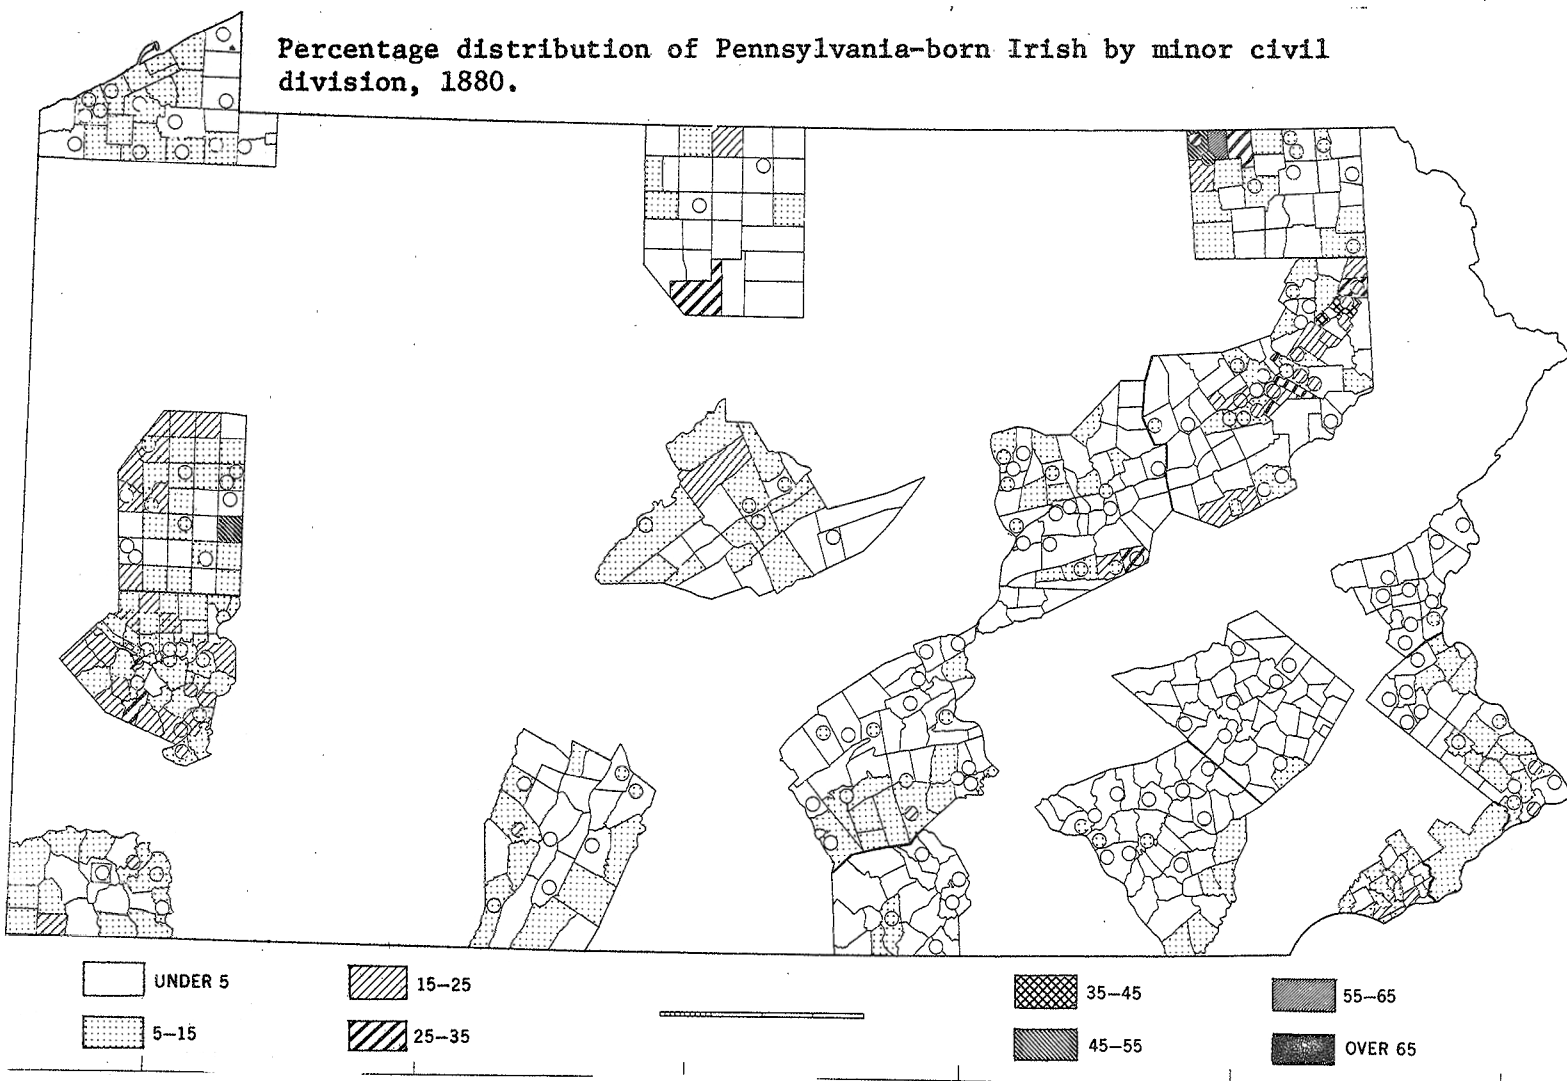 Percentage distribution of Pennsylvania-born Irish by minor civil
division, 1880.
UNDER 5
5–15
15–25
25–35
35–45
45–55
55–65
OVER 65